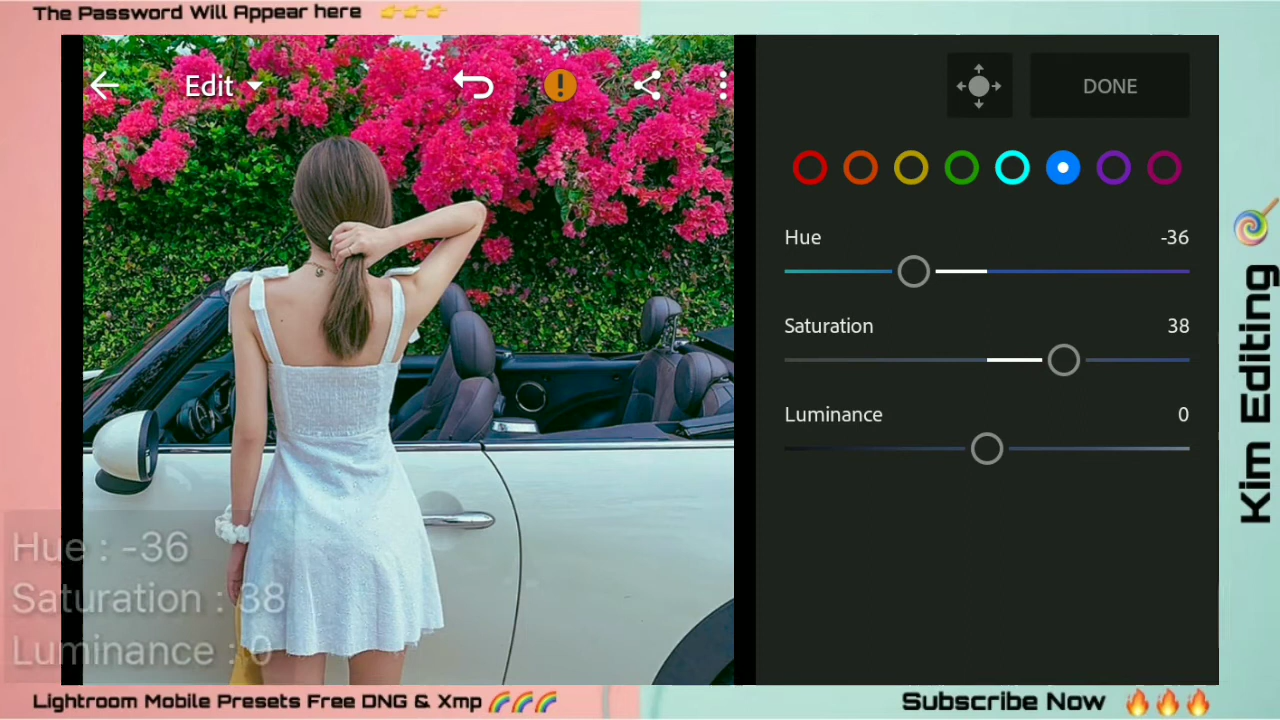 The Password Will Appear here 👉👉👉
Edit
DONE
Hue -36
Saturation 38
Luminance 0
Hue : -36
Saturation : 38
Luminance : 0
Kim Editing 🍭
Lightroom Mobile Presets Free DNG & Xmp 🌈🌈🌈
Subscribe Now 🔥🔥🔥